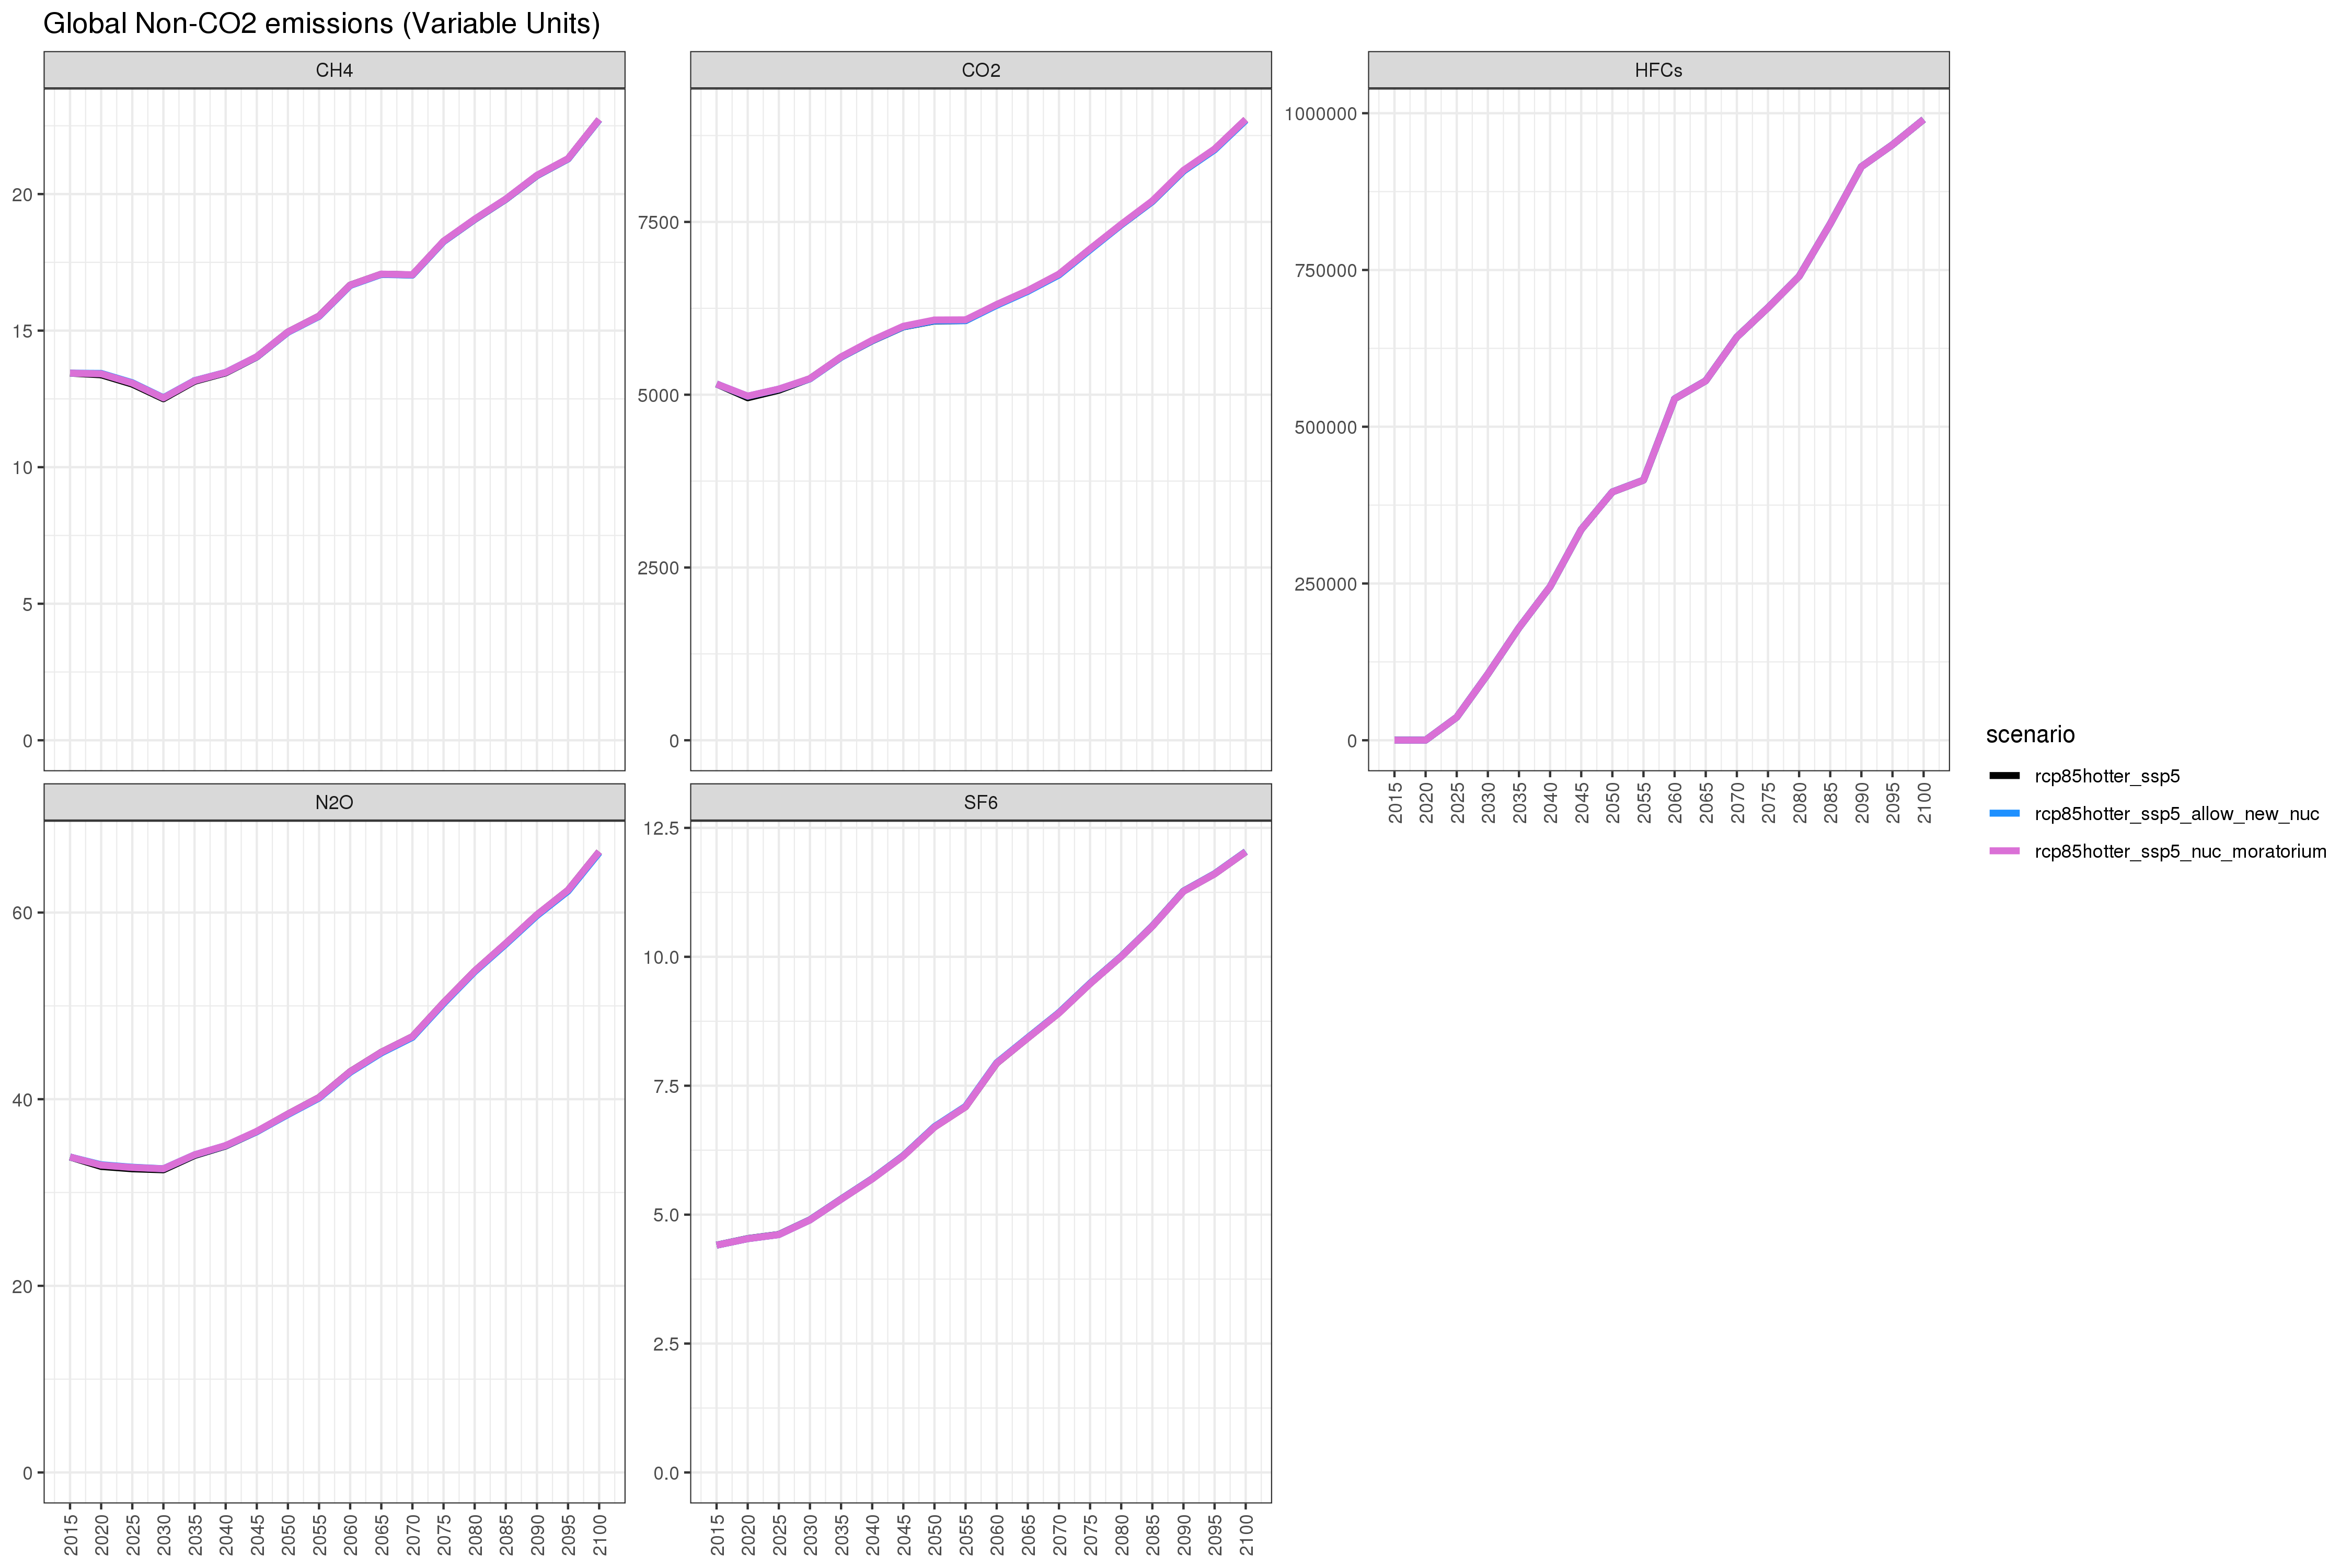 Global Non-CO2 emissions (Variable Units)
CH4
CO2
HFCs
20
15
10
5
0
7500
5000
2500
0
1000000
750000
500000
250000
0
2015 2020 2025 2030 2035 2040 2045 2050 2055 2060 2065 2070 2075 2080 2085 2090 2095 2100
N2O
SF6
60
40
20
0
12.5
10.0
7.5
5.0
2.5
0.0
2015 2020 2025 2030 2035 2040 2045 2050 2055 2060 2065 2070 2075 2080 2085 2090 2095 2100
2015 2020 2025 2030 2035 2040 2045 2050 2055 2060 2065 2070 2075 2080 2085 2090 2095 2100
scenario
rcp85hotter_ssp5
rcp85hotter_ssp5_allow_new_nuc
rcp85hotter_ssp5_nuc_moratorium